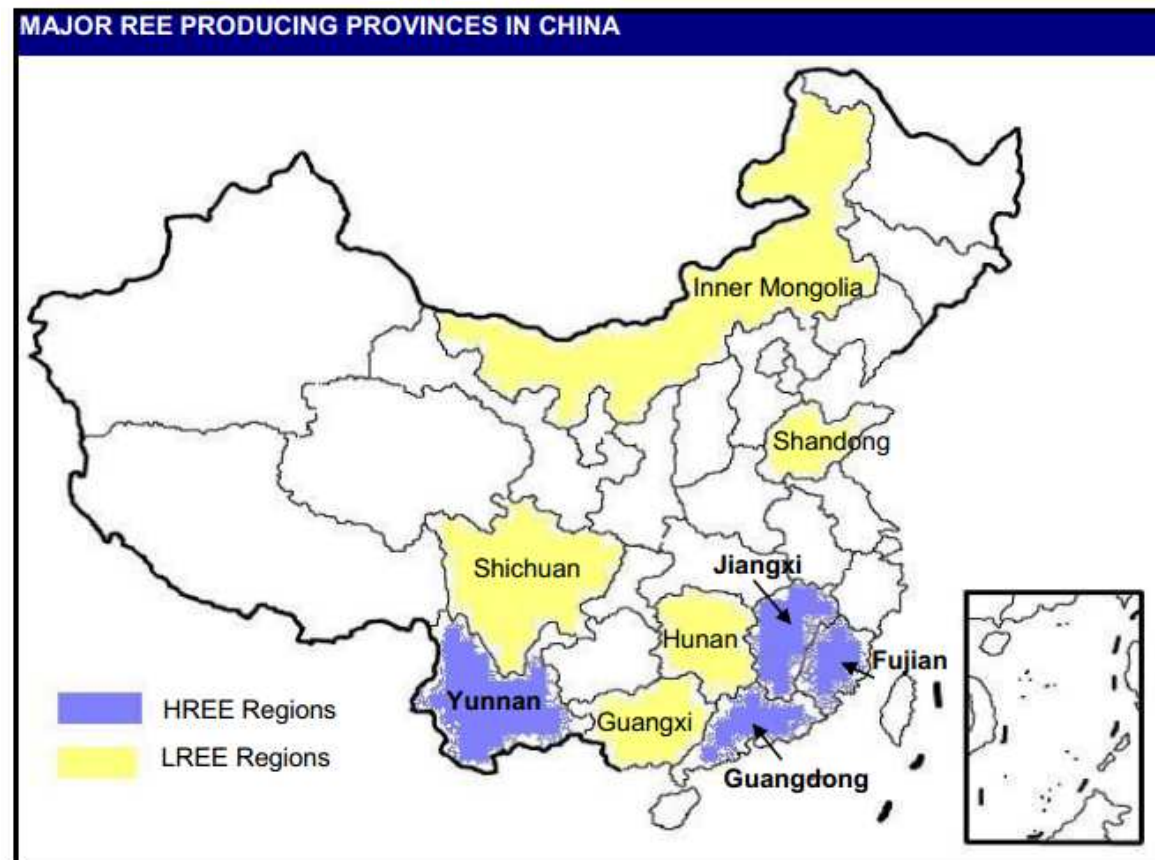 MAJOR REE PRODUCING PROVINCES IN CHINA
Inner Mongolia
Shandong
Shichuan
Jiangxi
Hunan
Fujian
Yunnan
HREE Regions
Guangxi
LREE Regions
Guangdong